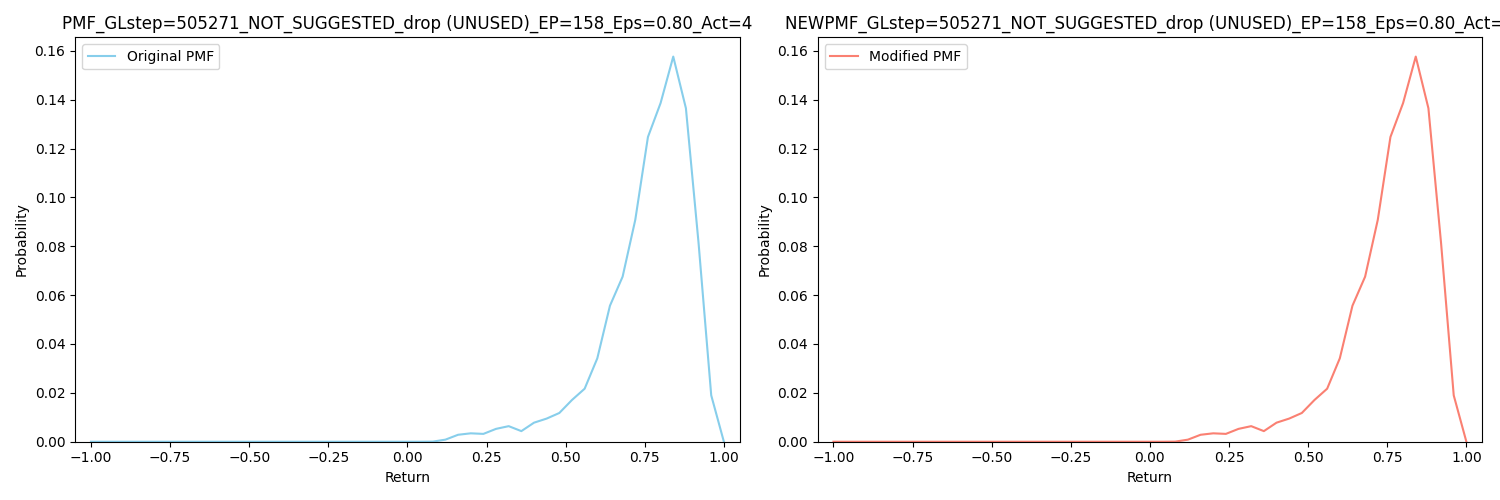 PMF_GLstep=505271_NOT_SUGGESTED_drop (UNUSED)_EP=158_Eps=0.80_Act=4
Original PMF
0.16
0.14
0.12
0.10
0.08
0.06
0.04
0.02
0.00
Probability
−1.00 −0.75 −0.50 −0.25 0.00 0.25 0.50 0.75 1.00
Return
NEWPMF_GLstep=505271_NOT_SUGGESTED_drop (UNUSED)_EP=158_Eps=0.80_Act=
Modified PMF
0.16
0.14
0.12
0.10
0.08
0.06
0.04
0.02
0.00
Probability
−1.00 −0.75 −0.50 −0.25 0.00 0.25 0.50 0.75 1.00
Return